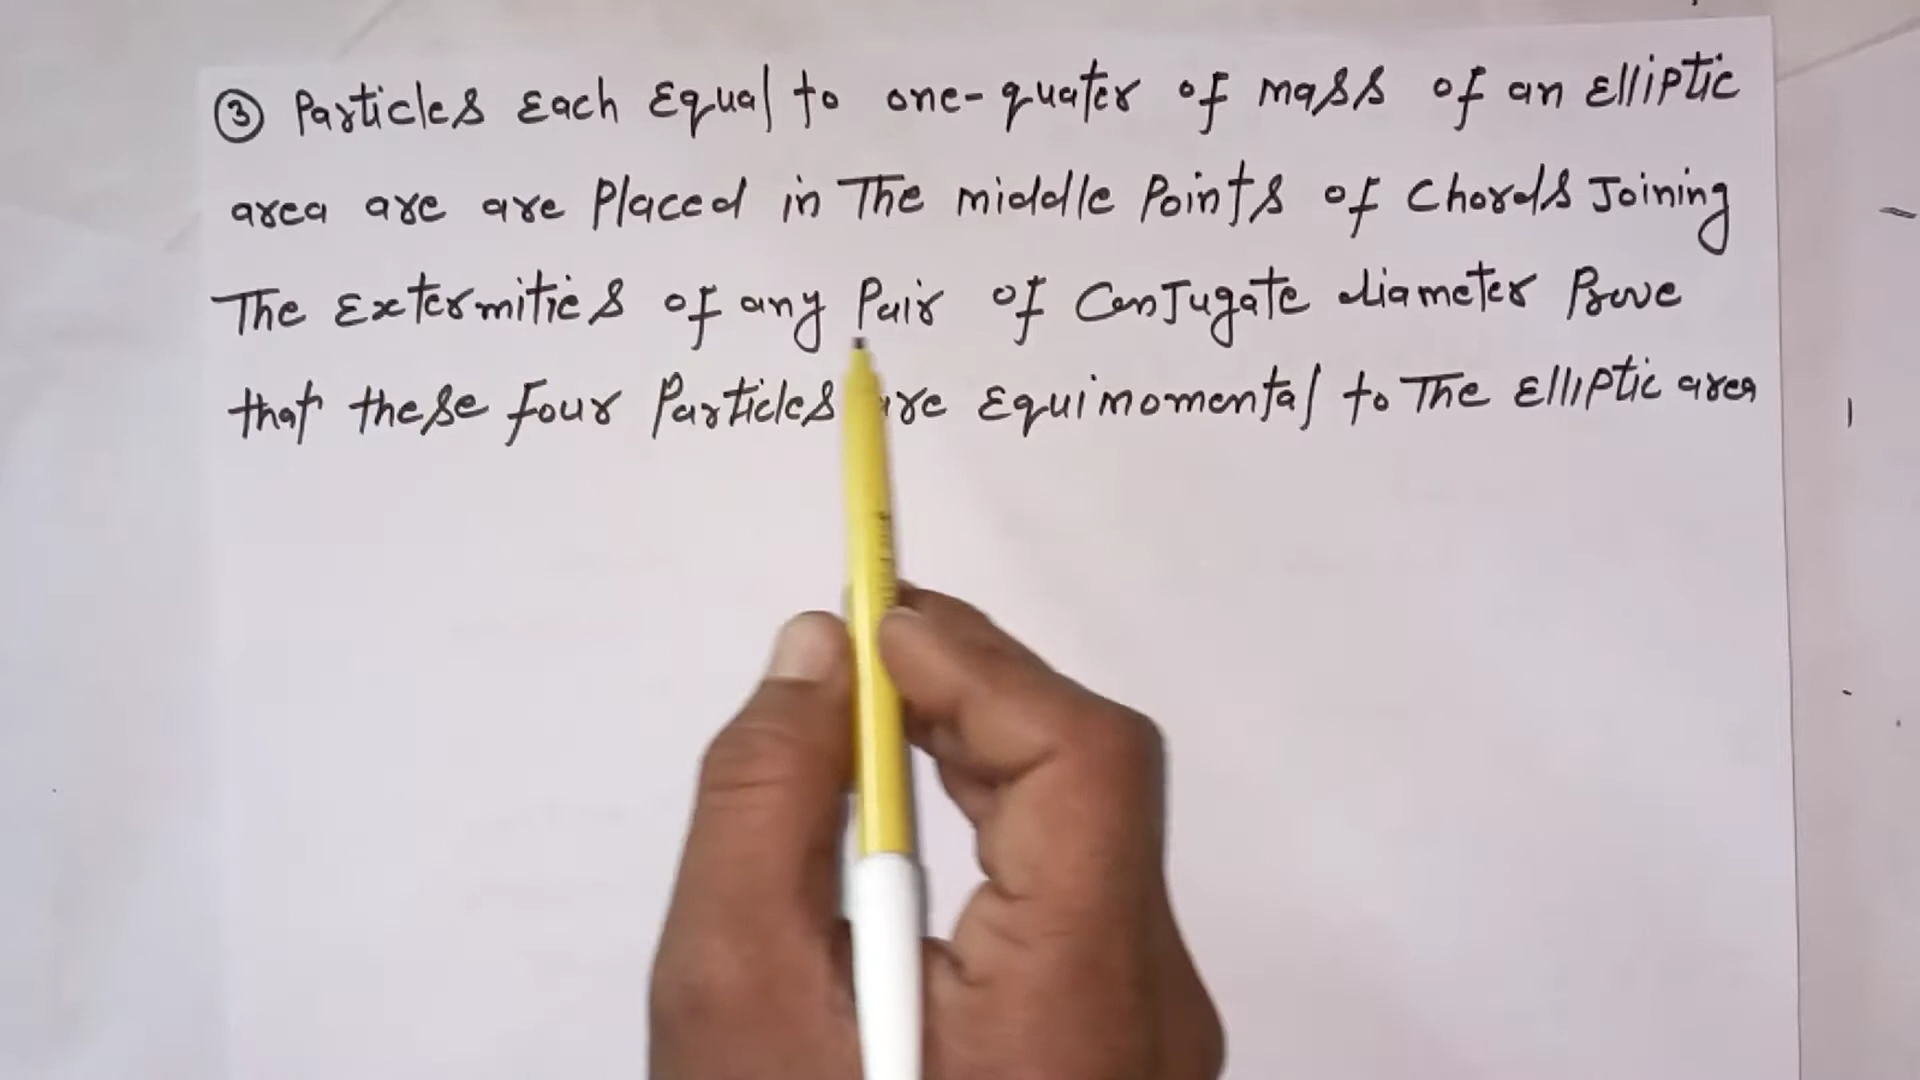 ③ Particles Each Equal to one-quater of mass of an Elliptic
area are are Placed in The middle Points of Chords Joining
The Extermities of any Pair of Conjugate diameter Prove
that these four Particles are Equimomental to The Elliptic area